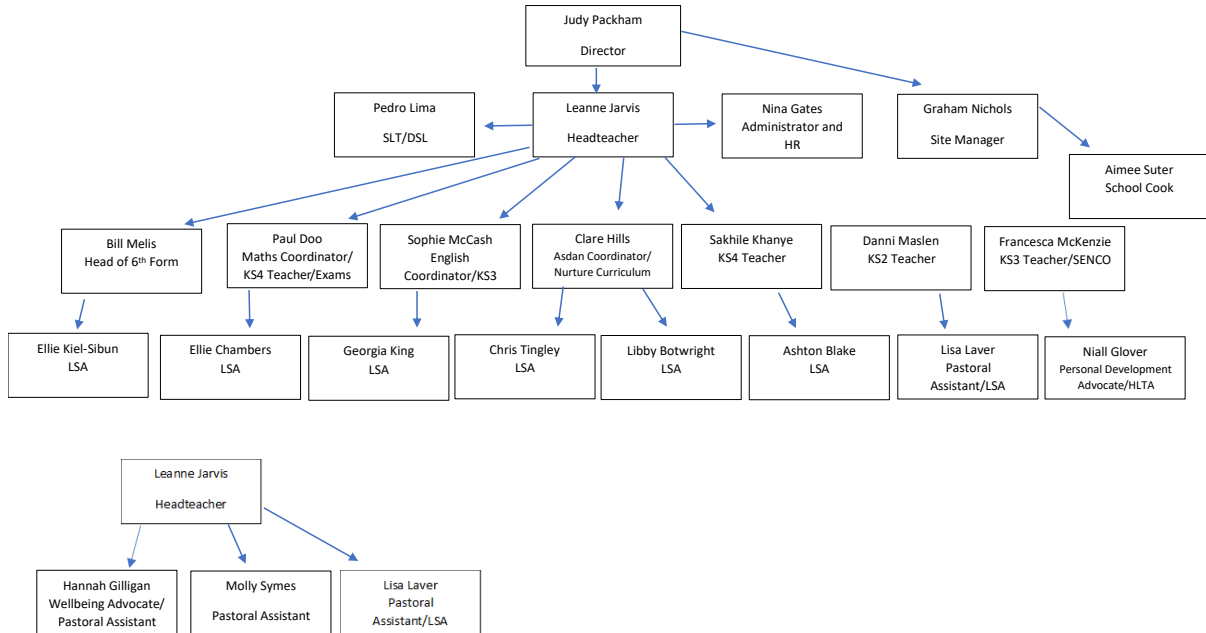 Judy Packham
Director
Pedro Lima
SLT/DSL
Leanne Jarvis
Headteacher
Nina Gates
Administrator and
HR
Graham Nichols
Site Manager
Aimee Suter
School Cook
Bill Melis
Head of 6th Form
Paul Doo
Maths Coordinator/
KS4 Teacher/Exams
Sophie McCash
English
Coordinator/KS3
Clare Hills
Asdan Coordinator/
Nurture Curriculum
Sakhile Khanye
KS4 Teacher
Danni Maslen
KS2 Teacher
Francesca McKenzie
KS3 Teacher/SENCO
Ellie Kiel-Sibun
LSA
Ellie Chambers
LSA
Georgia King
LSA
Chris Tingley
LSA
Libby Botwright
LSA
Ashton Blake
LSA
Lisa Laver
Pastoral
Assistant/LSA
Niall Glover
Personal Development
Advocate/HLTA
Leanne Jarvis
Headteacher
Hannah Gilligan
Wellbeing Advocate/
Pastoral Assistant
Molly Symes
Pastoral Assistant
Lisa Laver
Pastoral
Assistant/LSA